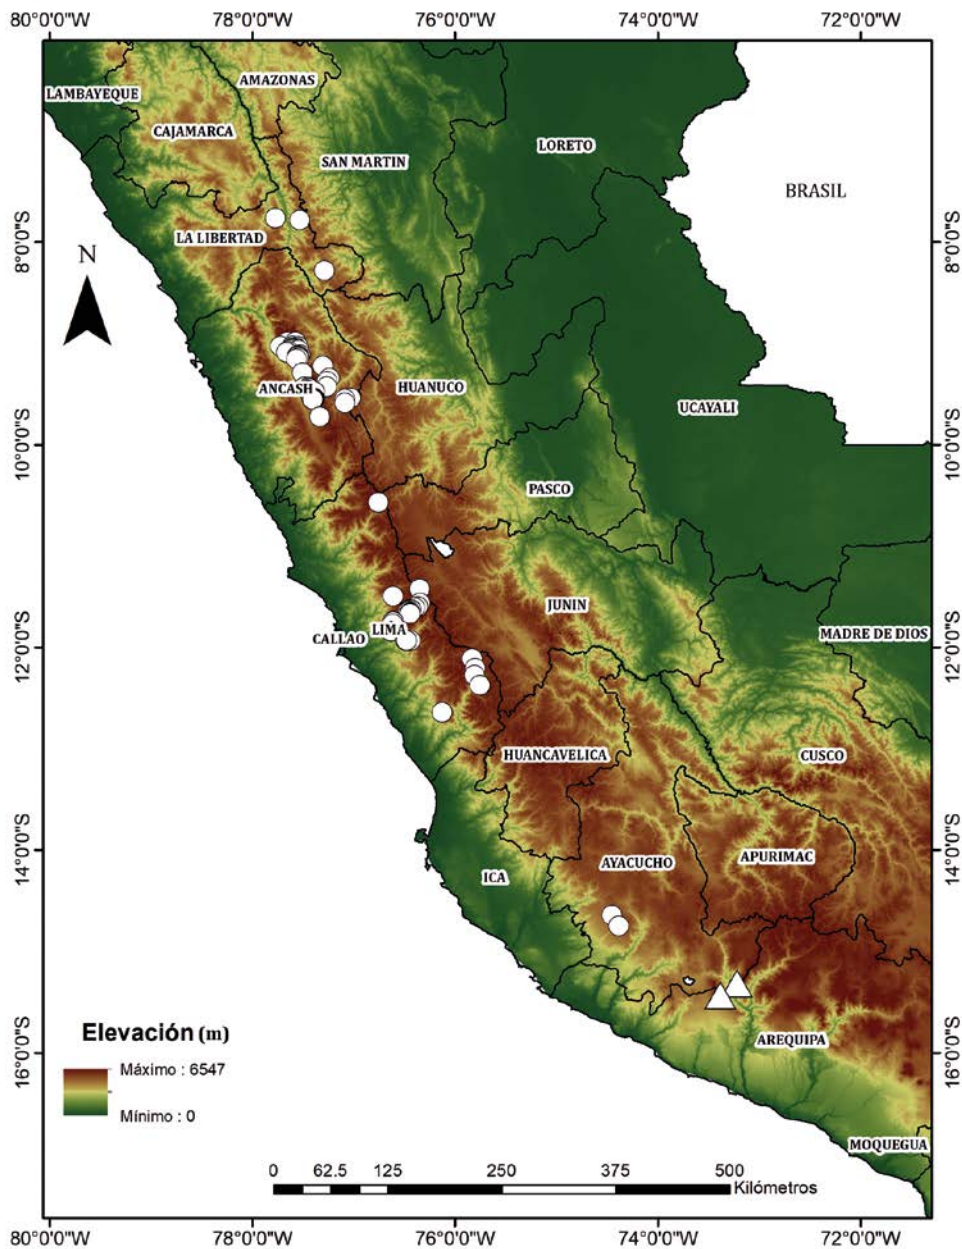 80°0'0"W 78°0'0"W 76°0'0"W 74°0'0"W 72°0'0"W
AMAZONAS
LAMBAYEQUE
CAJAMARCA
LORETO
SAN MARTIN
BRASIL
LA LIBERTAD
8°0'0"S 8°0'0"S
N
ANCASH
HUANUCO
UCAYALI
10°0'0"S 10°0'0"S
PASCO
JUNIN
LIMA
CALLAO
MADRE DE DIOS
12°0'0"S 12°0'0"S
HUANCAVELICA
CUSCO
14°0'0"S 14°0'0"S
AYACUCHO
APURIMAC
ICA
Elevación (m)
AREQUIPA
16°0'0"S 16°0'0"S
Máximo : 6547
Mínimo : 0
MOQUEGUA
0 62.5 125 250 375 500
Kilómetros
80°0'0"W 78°0'0"W 76°0'0"W 74°0'0"W 72°0'0"W